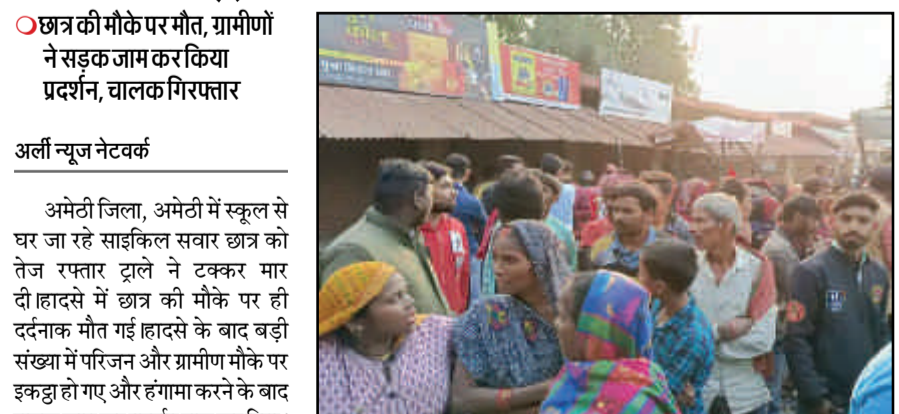 छात्र की मौके पर मौत, ग्रामीणों
ने सड़क जाम कर किया
प्रदर्शन, चालक गिरफ्तार
अर्ली न्यूज नेटवर्क
अमेठी जिला, अमेठी में स्कूल से
घर जा रहे साइकिल सवार छात्र को
तेज रफ्तार ट्राले ने टक्कर मार
दी।हादसे में छात्र की मौके पर ही
दर्दनाक मौत गई।हादसे के बाद बड़ी
संख्या में परिजन और ग्रामीण मौके पर
इकट्ठा हो गए और हंगामा करने के बाद